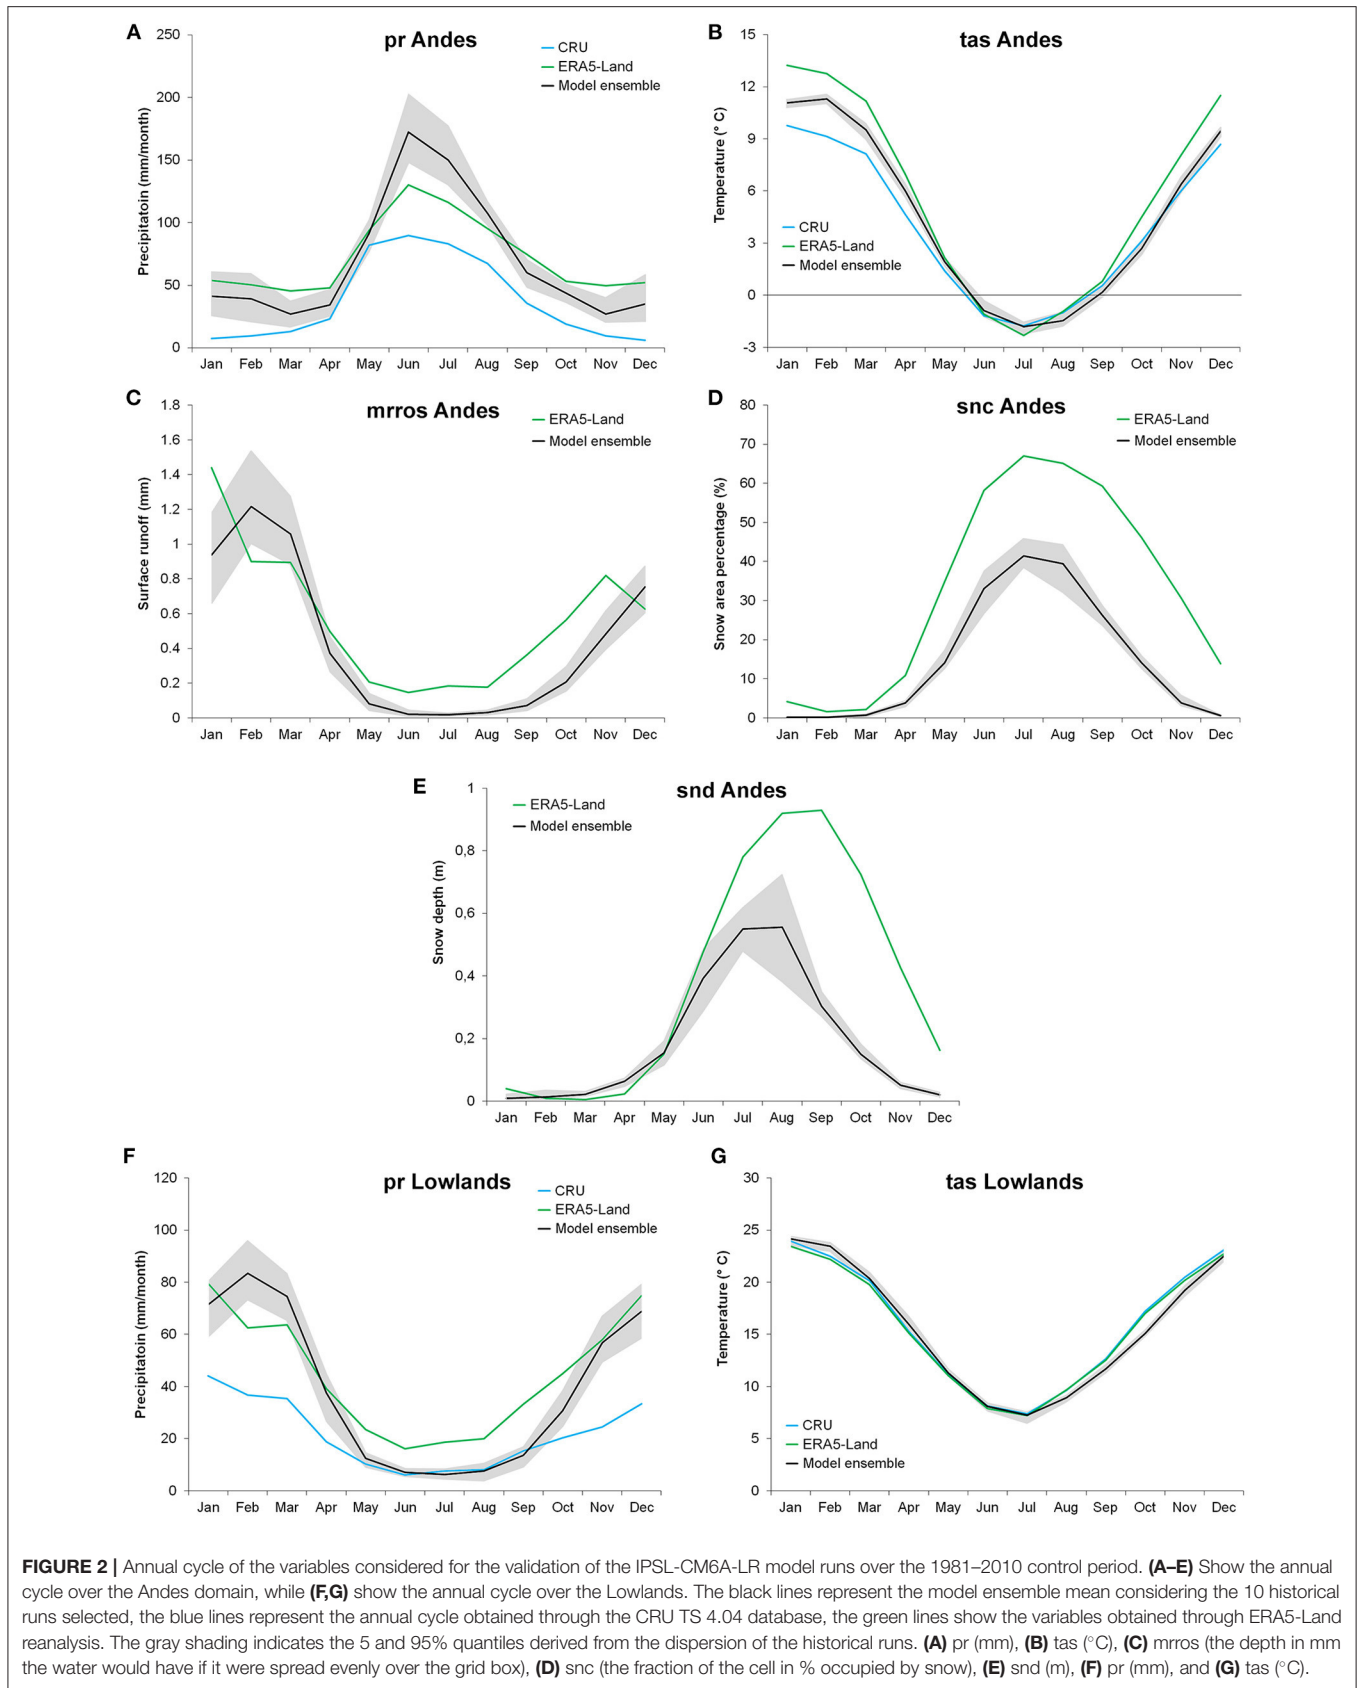 A
pr Andes
CRU
ERA5-Land
Model ensemble
Precipitatoin (mm/month)
250
200
150
100
50
0
Jan Feb Mar Apr May Jun Jul Aug Sep Oct Nov Dec
B
tas Andes
CRU
ERA5-Land
Model ensemble
Temperature (° C)
15
12
9
6
3
0
-3
Jan Feb Mar Apr May Jun Jul Aug Sep Oct Nov Dec
C
mrros Andes
ERA5-Land
Model ensemble
Surface runoff (mm)
1.8
1.6
1.4
1.2
1
0.8
0.6
0.4
0.2
0
Jan Feb Mar Apr May Jun Jul Aug Sep Oct Nov Dec
D
snc Andes
ERA5-Land
Model ensemble
Snow area percentage (%)
80
70
60
50
40
30
20
10
0
Jan Feb Mar Apr May Jun Jul Aug Sep Oct Nov Dec
E
snd Andes
ERA5-Land
Model ensemble
Snow depth (m)
1
0,8
0,6
0,4
0,2
0
Jan Feb Mar Apr May Jun Jul Aug Sep Oct Nov Dec
F
pr Lowlands
CRU
ERA5-Land
Model ensemble
Precipitatoin (mm/month)
120
100
80
60
40
20
0
Jan Feb Mar Apr May Jun Jul Aug Sep Oct Nov Dec
G
tas Lowlands
CRU
ERA5-Land
Model ensemble
Temperature (° C)
30
25
20
15
10
5
0
Jan Feb Mar Apr May Jun Jul Aug Sep Oct Nov Dec
FIGURE 2 | Annual cycle of the variables considered for the validation of the IPSL-CM6A-LR model runs over the 1981–2010 control period. (A–E) Show the annual
cycle over the Andes domain, while (F,G) show the annual cycle over the Lowlands. The black lines represent the model ensemble mean considering the 10 historical
runs selected, the blue lines represent the annual cycle obtained through the CRU TS 4.04 database, the green lines show the variables obtained through ERA5-Land
reanalysis. The gray shading indicates the 5 and 95% quantiles derived from the dispersion of the historical runs. (A) pr (mm), (B) tas (°C), (C) mrros (the depth in mm
the water would have if it were spread evenly over the grid box), (D) snc (the fraction of the cell in % occupied by snow), (E) snd (m), (F) pr (mm), and (G) tas (°C).